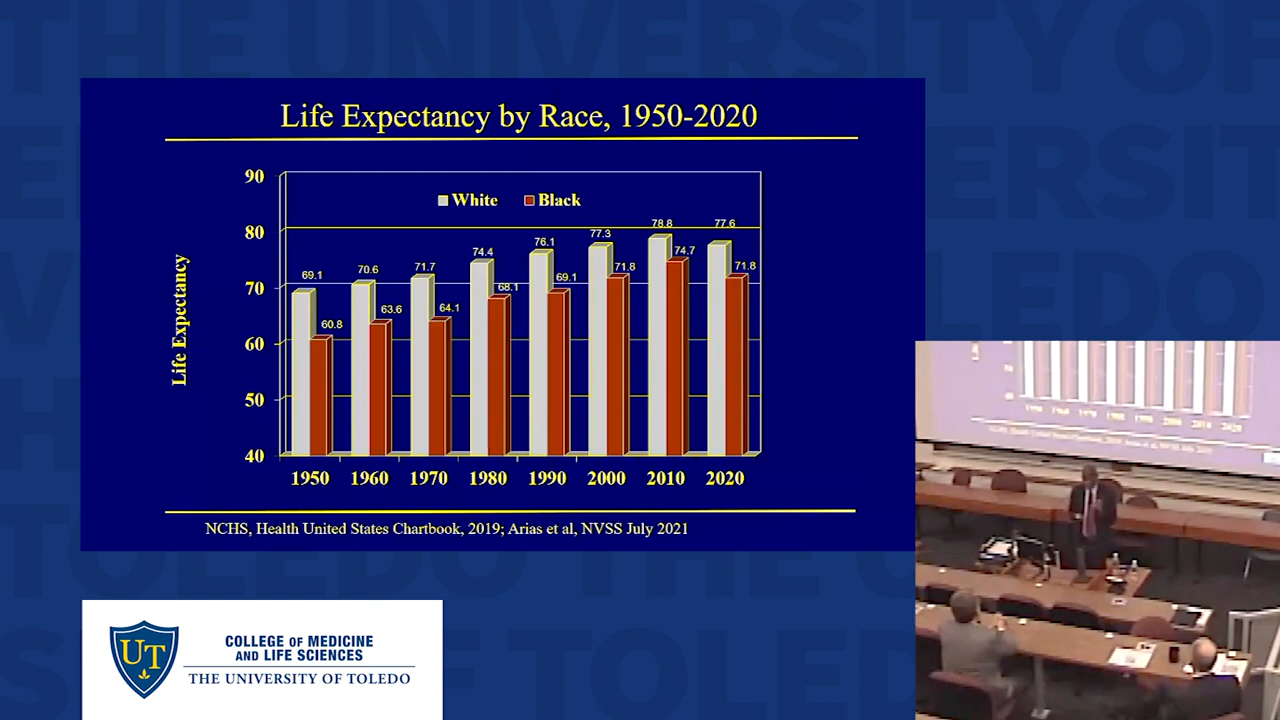 Life Expectancy by Race, 1950-2020
90
80
70
60
50
40
Life Expectancy
White Black
69.1 60.8
70.6 63.6
71.7 64.1
74.4 68.1
76.1 69.1
77.3 71.8
78.8 74.7
77.6 71.8
1950 1960 1970 1980 1990 2000 2010 2020
NCHS, Health United States Chartbook, 2019; Arias et al, NVSS July 2021
UT
COLLEGE OF MEDICINE
AND LIFE SCIENCES
THE UNIVERSITY OF TOLEDO
THE UNIVERSITY OF